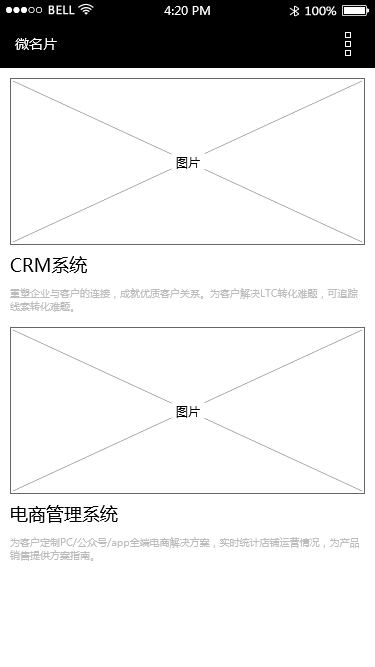 BELL 4:20 PM 100%
微名片
图片
CRM系统
重塑企业与客户的连接，成就优质客户关系。为客户解决LTC转化难题，可追踪
线索转化难题。
图片
电商管理系统
为客户定制PC/公众号/app全端电商解决方案，实时统计店铺运营情况，为产品
销售提供方案指南。